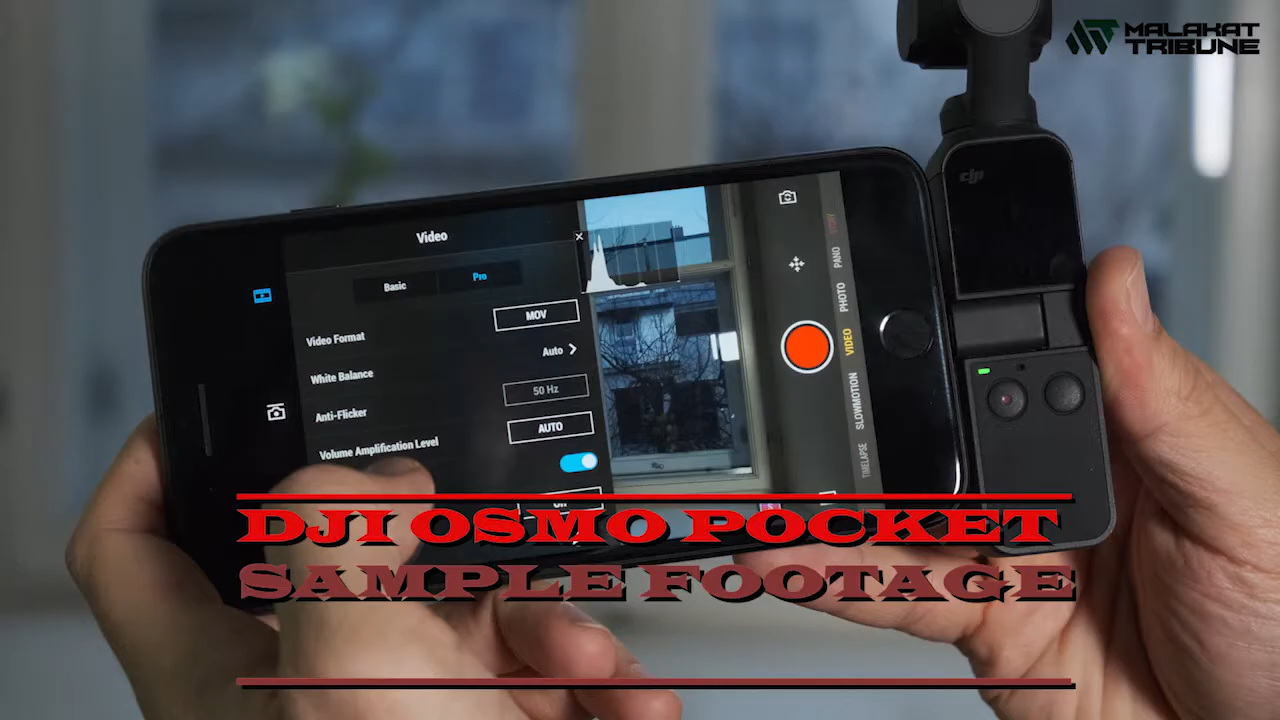 MALAKAT
TRIBUNE
dji
Video
Basic
Pro
Video Format
MOV
White Balance
Auto
Anti-Flicker
50 Hz
Volume Amplification Level
AUTO
STORY
PANO
PHOTO
VIDEO
SLOWMOTION
TIMELAPSE
DJI OSMO POCKET
SAMPLE FOOTAGE